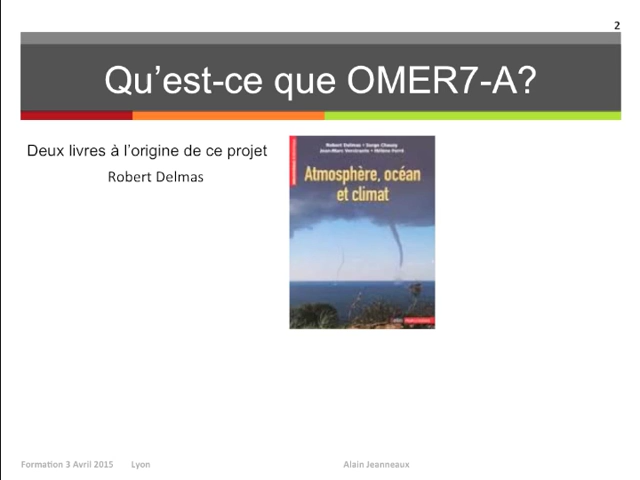 2
Qu’est-ce que OMER7-A?
Deux livres à l’origine de ce projet
Robert Delmas
Robert Delmas • Serge Chauzy
Jean-Marc Verstraete • Hélène Ferré
Atmosphère, océan
et climat
Formation 3 Avril 2015 Lyon
Alain Jeanneaux